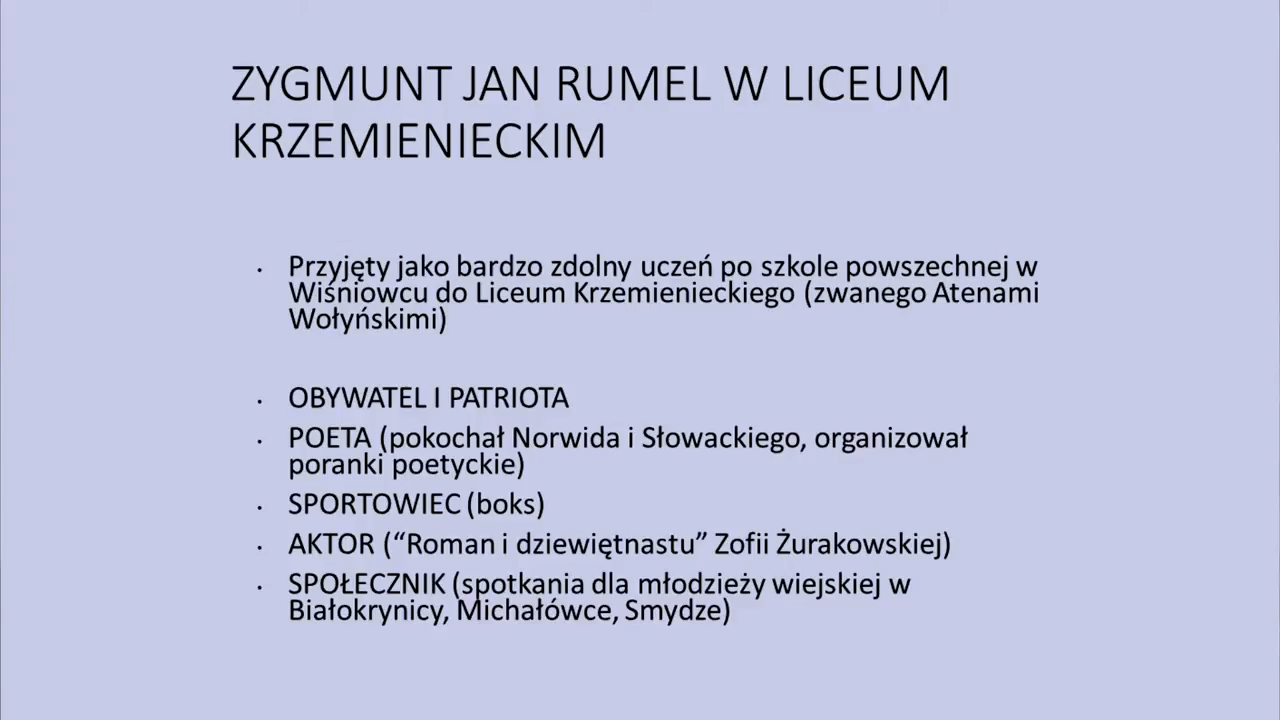 ZYGMUNT JAN RUMEL W LICEUM
KRZEMIENIECKIM
• Przyjęty jako bardzo zdolny uczeń po szkole powszechnej w
Wiśniowcu do Liceum Krzemienieckiego (zwanego Atenami
Wołyńskimi)
• OBYWATEL I PATRIOTA
• POETA (pokochał Norwida i Słowackiego, organizował
poranki poetyckie)
• SPORTOWIEC (boks)
• AKTOR (“Roman i dziewiętnastu” Zofii Żurakowskiej)
• SPOŁECZNIK (spotkania dla młodzieży wiejskiej w
Białokrynicy, Michałówce, Smydze)